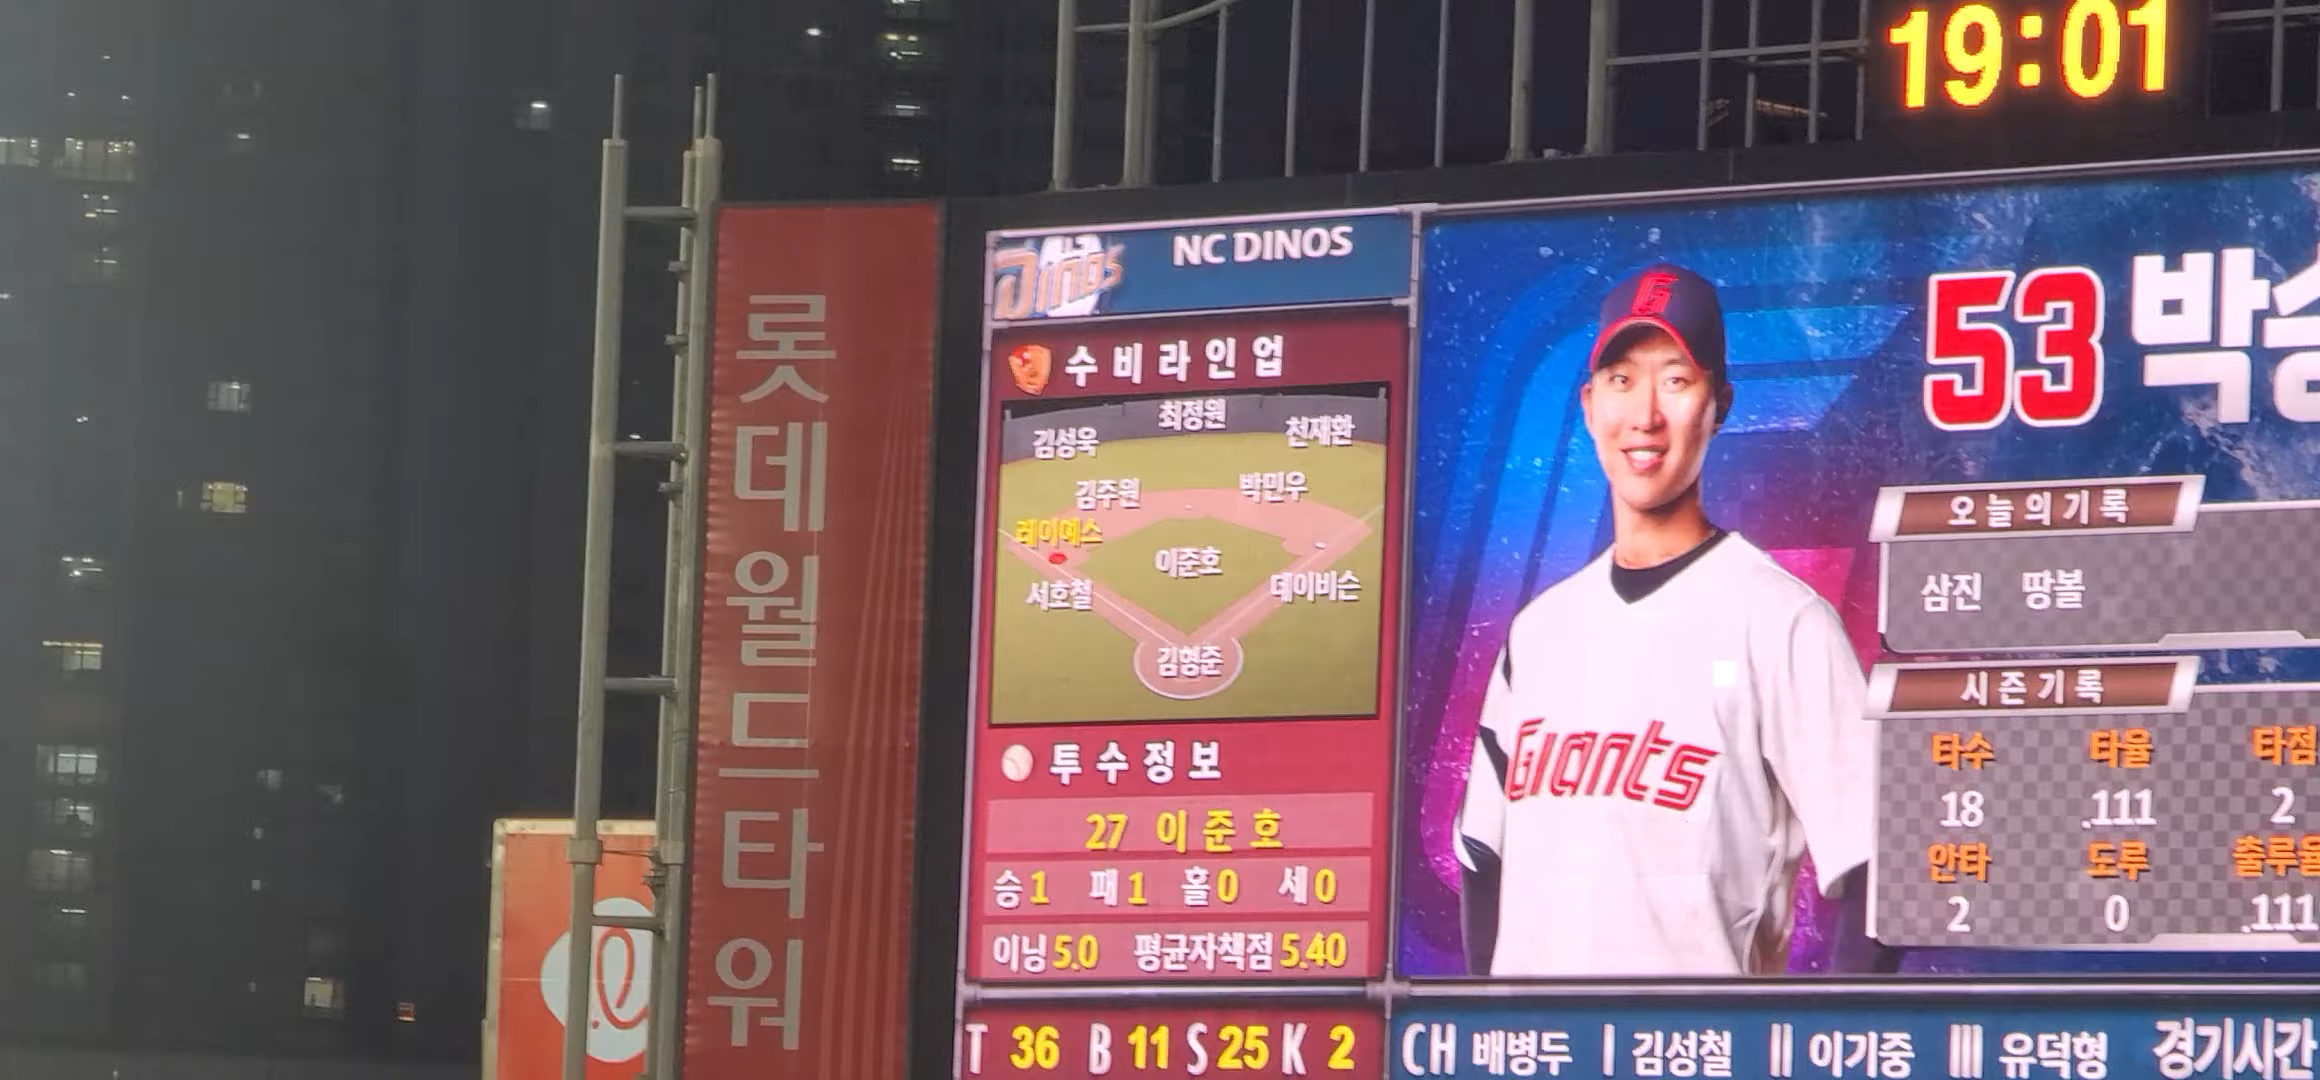 19:01
롯데월드타워
NC DINOS
DINOS
수비라인업
최정원
김성욱
천재환
김주원
박민우
레이예스
이준호
서호철
데이비슨
김형준
투수정보
27 이준호
승 1 패 1 홀 0 세 0
이닝 5.0 평균자책점 5.40
T 36 B 11 S 25 K 2
G
Giants
53
오늘의기록
삼진 땅볼
시즌기록
타수 타율 타점
18 .111 2
안타 도루 출루율
2 0 .111
CH 배병두 I 김성철 II 이기중 III 유덕형 경기시간